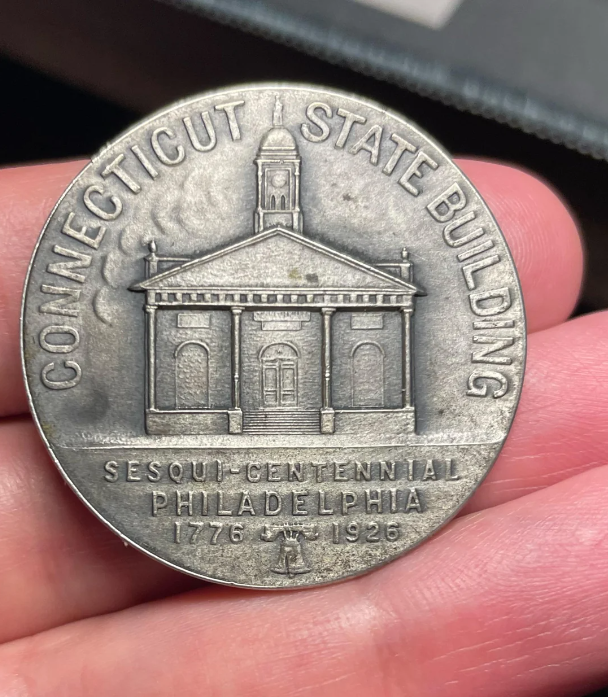 CONNECTICUT STATE BUILDING
SESQUI-CENTENNIAL
PHILADELPHIA
1776 1926